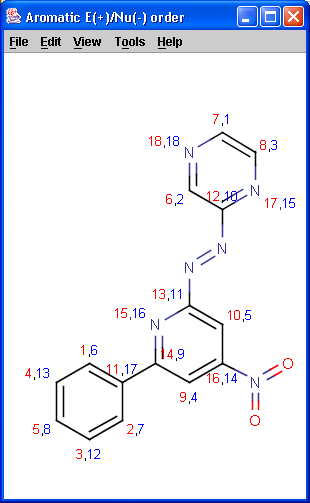 Aromatic E(+)/Nu(-) order
File Edit View Tools Help
7,1
18,18 N
8,3
6,2
12,10
N 17,15
N
N
13,11
15,16 N
10,5
14,9
1,6
11,17
16,14
O
4,13
N
9,4
O
5,8
2,7
3,12